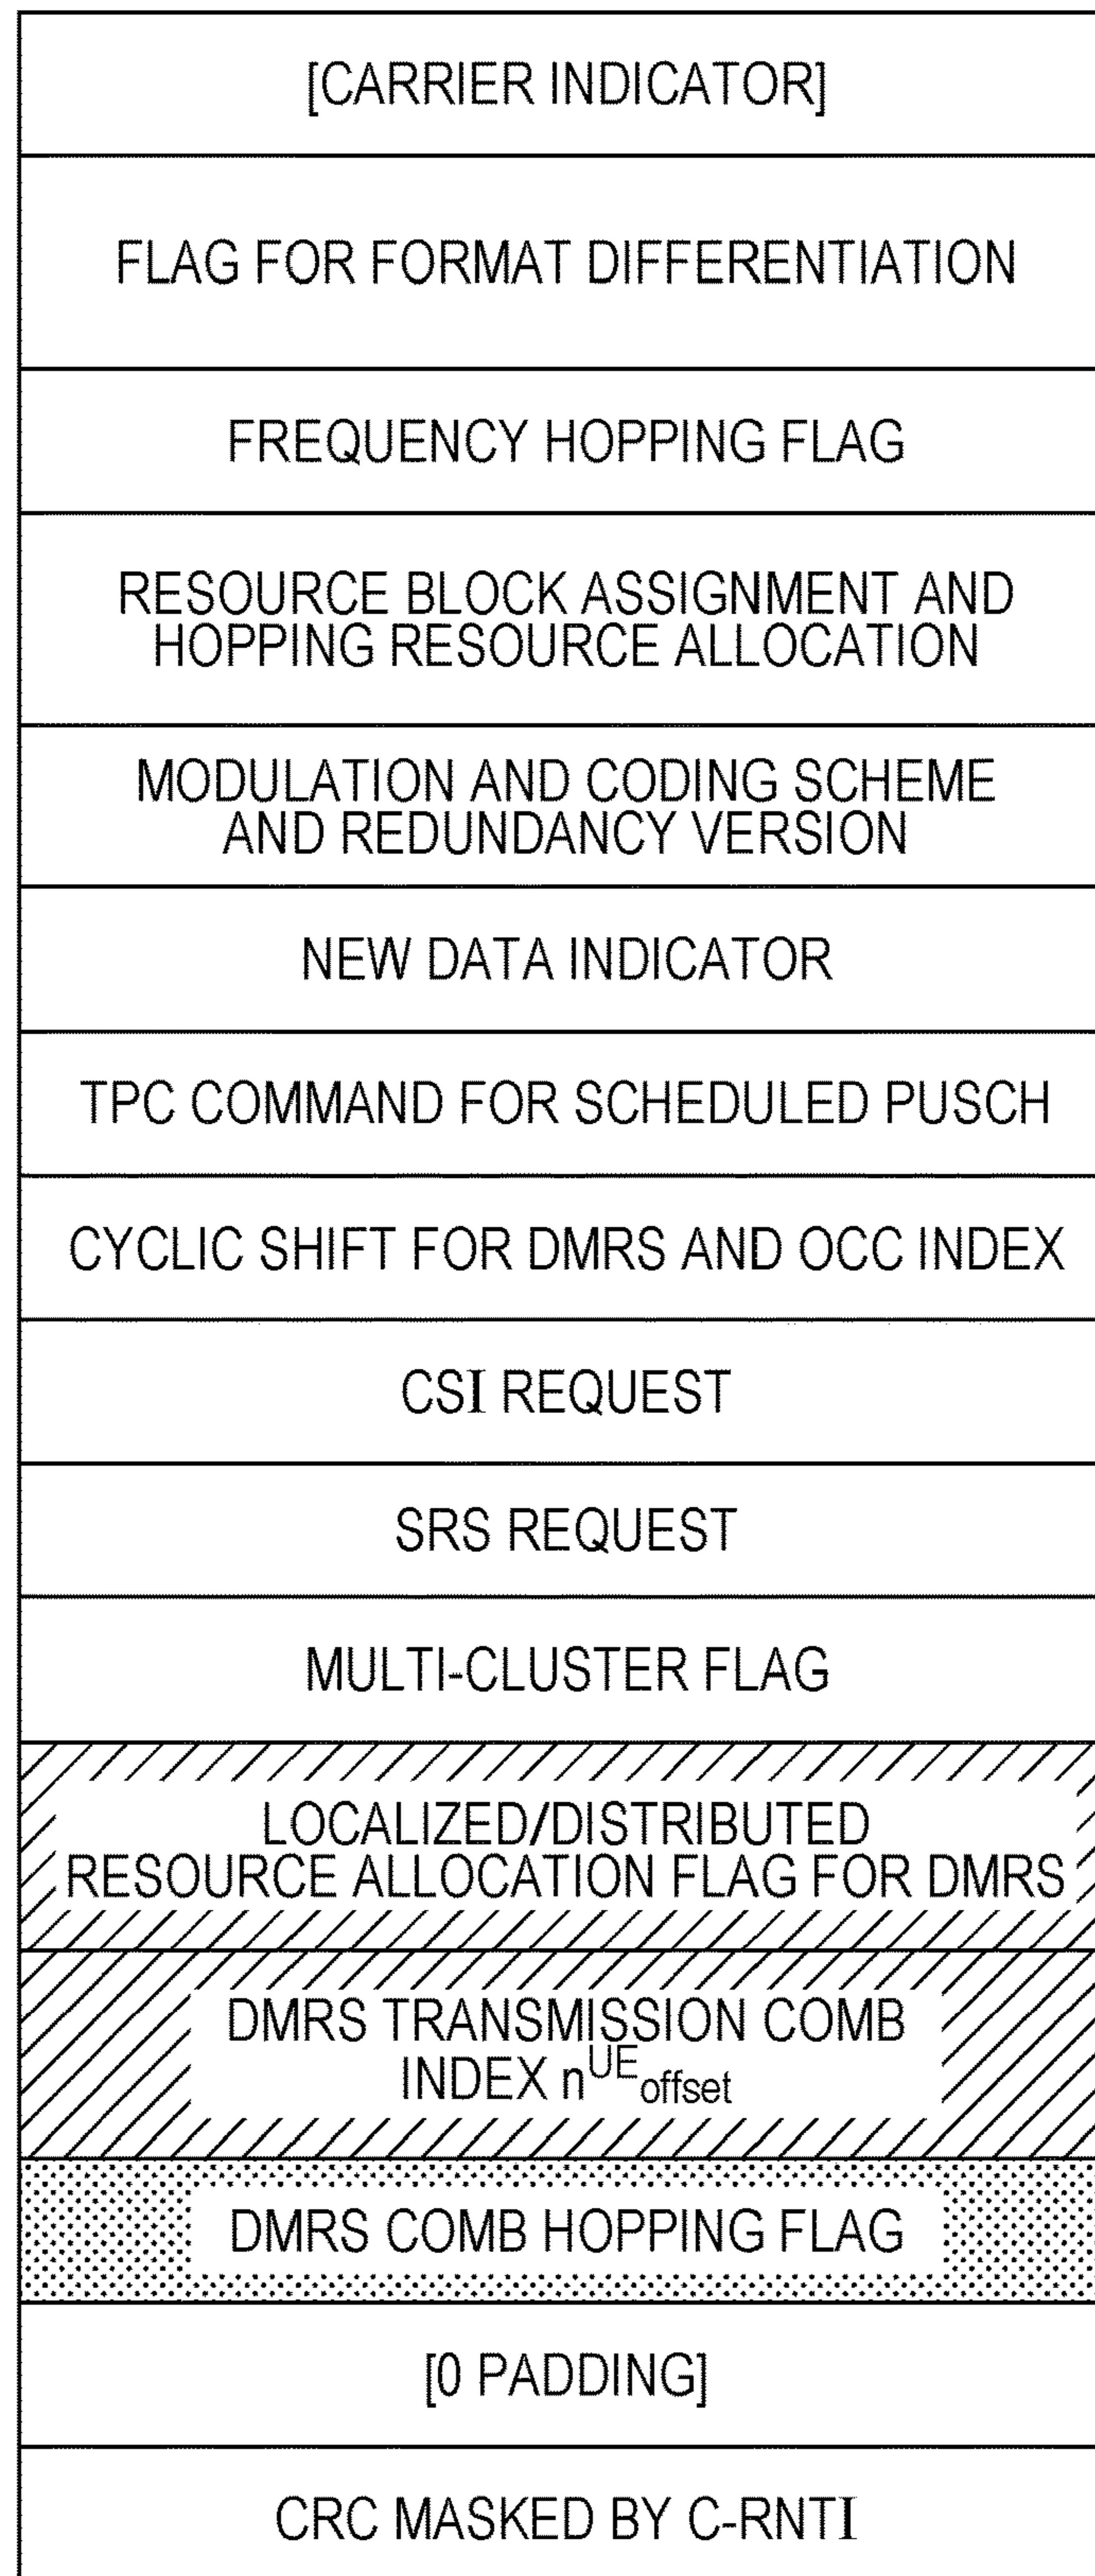 [CARRIER INDICATOR]
FLAG FOR FORMAT DIFFERENTIATION
FREQUENCY HOPPING FLAG
RESOURCE BLOCK ASSIGNMENT AND
HOPPING RESOURCE ALLOCATION
MODULATION AND CODING SCHEME
AND REDUNDANCY VERSION
NEW DATA INDICATOR
TPC COMMAND FOR SCHEDULED PUSCH
CYCLIC SHIFT FOR DMRS AND OCC INDEX
CSI REQUEST
SRS REQUEST
MULTI-CLUSTER FLAG
LOCALIZED/DISTRIBUTED
RESOURCE ALLOCATION FLAG FOR DMRS
DMRS TRANSMISSION COMB
INDEX n^UE_offset
DMRS COMB HOPPING FLAG
[0 PADDING]
CRC MASKED BY C-RNTI